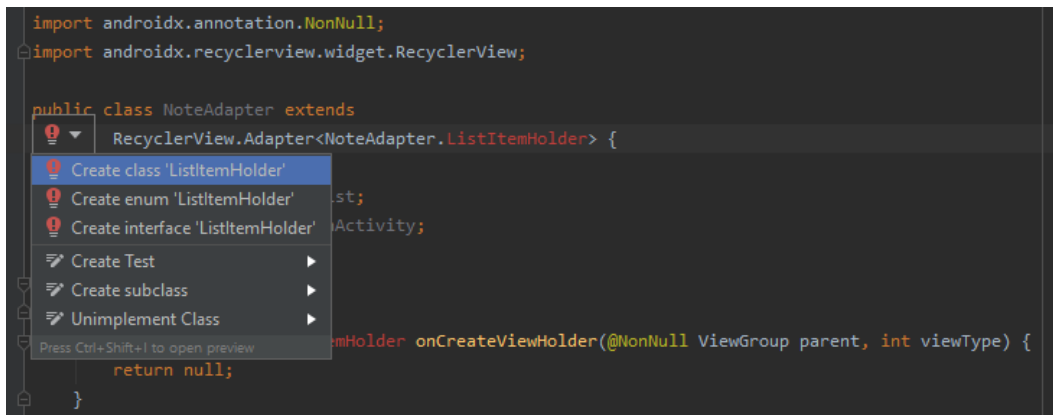 import androidx.annotation.NonNull;
import androidx.recyclerview.widget.RecyclerView;
public class NoteAdapter extends
RecyclerView.Adapter<NoteAdapter.ListItemHolder> {
Create class 'ListItemHolder'
Create enum 'ListItemHolder' st;
Create interface 'ListItemHolder' Activity;
Create Test
Create subclass
Unimplement Class
emHolder onCreateViewHolder(@NonNull ViewGroup parent, int viewType) {
Press Ctrl+Shift+I to open preview
return null;
}